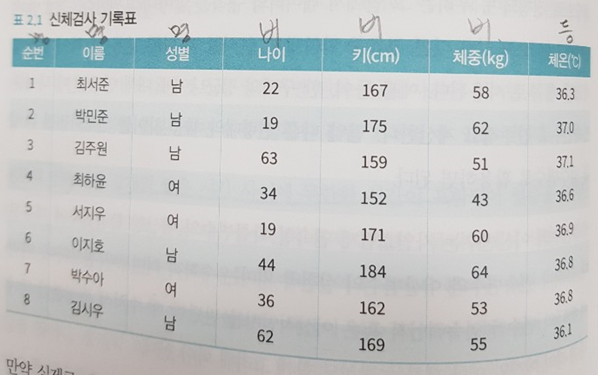 표 2.1 신체검사 기록표
명 명 비 비 비 등
순번 이름 성별 나이 키(cm) 체중(kg) 체온(℃)
1 최서준 남 22 167 58 36.3
2 박민준 남 19 175 62 37.0
3 김주원 남 63 159 51 37.1
4 최하윤 여 34 152 43 36.6
5 서지우 여 19 171 60 36.9
6 이지호 남 44 184 64 36.8
7 박수아 여 36 162 53 36.8
8 김시우 남 62 169 55 36.1
만약